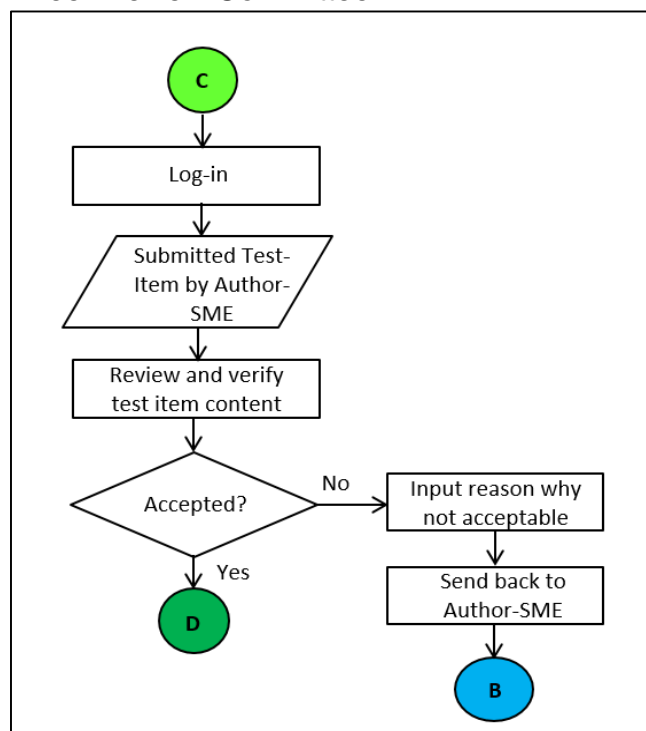 C
Log-in
Submitted Test-
Item by Author-
SME
Review and verify
test item content
Accepted?
No
Input reason why
not acceptable
Yes
Send back to
Author-SME
D
B